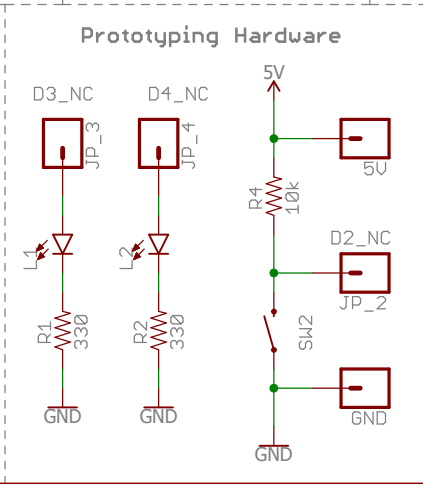 Prototyping Hardware
D3_NC
D4_NC
5V
JP_3
JP_4
5V
R4
10k
D2_NC
L1
L2
JP_2
R1
330
R2
330
SW2
GND
GND
GND
GND